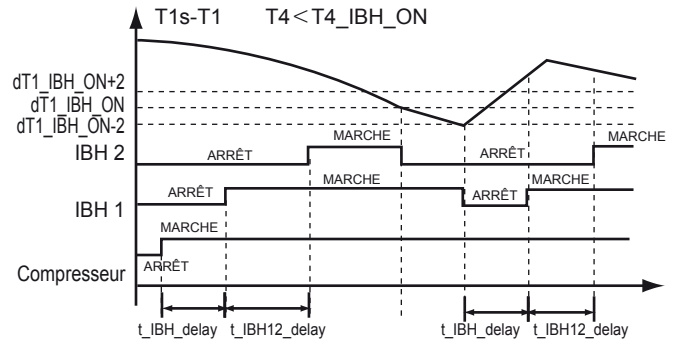 T1s-T1 T4<T4_IBH_ON
dT1_IBH_ON+2
dT1_IBH_ON
dT1_IBH_ON-2
MARCHE MARCHE
IBH 2 ARRÊT ARRÊT
ARRÊT MARCHE ARRÊT MARCHE
IBH 1
MARCHE
ARRÊT
Compresseur
t_IBH_delay t_IBH12_delay t_IBH_delay t_IBH12_delay